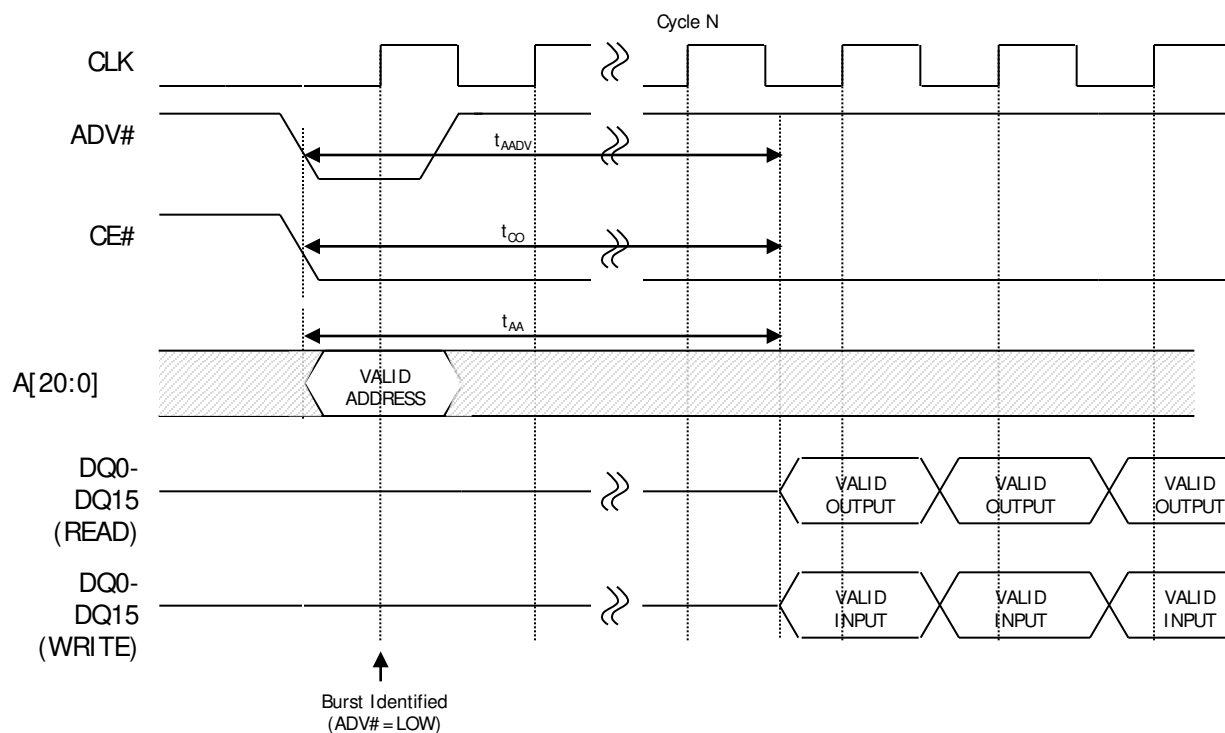 Cycle N
CLK
ADV#
tAADV
CE#
tCO
tAA
A[20:0]
VALID
ADDRESS
DQ0-
DQ15
(READ)
VALID
OUTPUT
VALID
OUTPUT
VALID
OUTPUT
DQ0-
DQ15
(WRITE)
VALID
INPUT
VALID
INPUT
VALID
INPUT
Burst Identified
(ADV# = LOW)